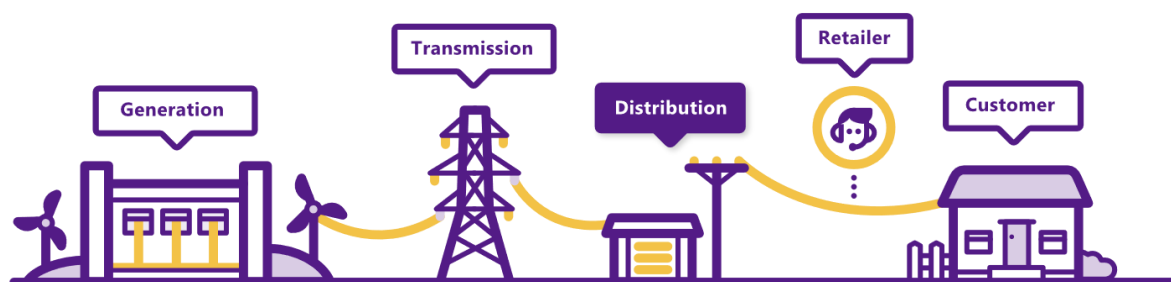 Generation
Transmission
Distribution
Retailer
Customer